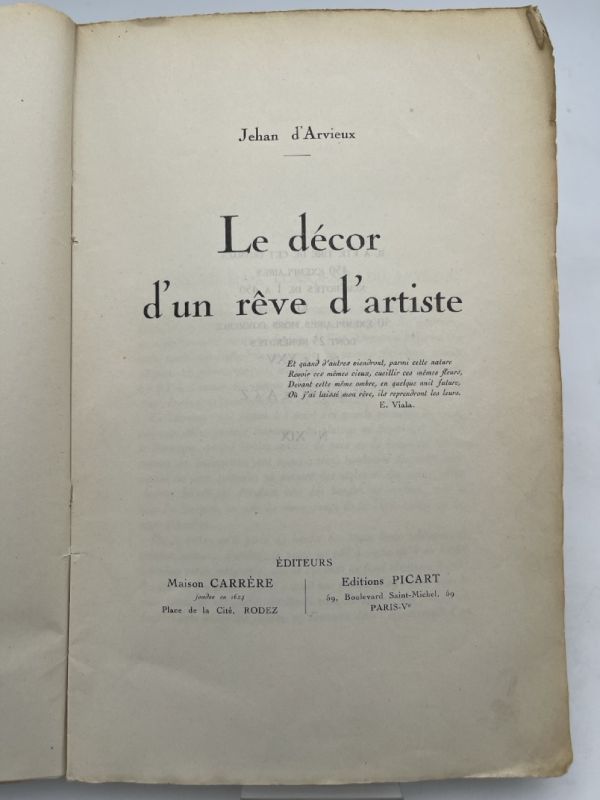 Jehan d'Arvieux
Le décor
d'un rêve d'artiste
Et quand d'autres viendront, parmi cette nature
Revoir ces mêmes cieux, cueillir ces mêmes fleurs,
Devant cette même ombre, en quelque nuit future,
Où j'ai laissé mon rêve, ils reprendront les leurs.
E. Viala.
ÉDITEURS
Maison CARRÈRE
fondée en 1624
Place de la Cité, RODEZ
Editions PICART
59, Boulevard Saint-Michel, 59
PARIS-Vᵉ